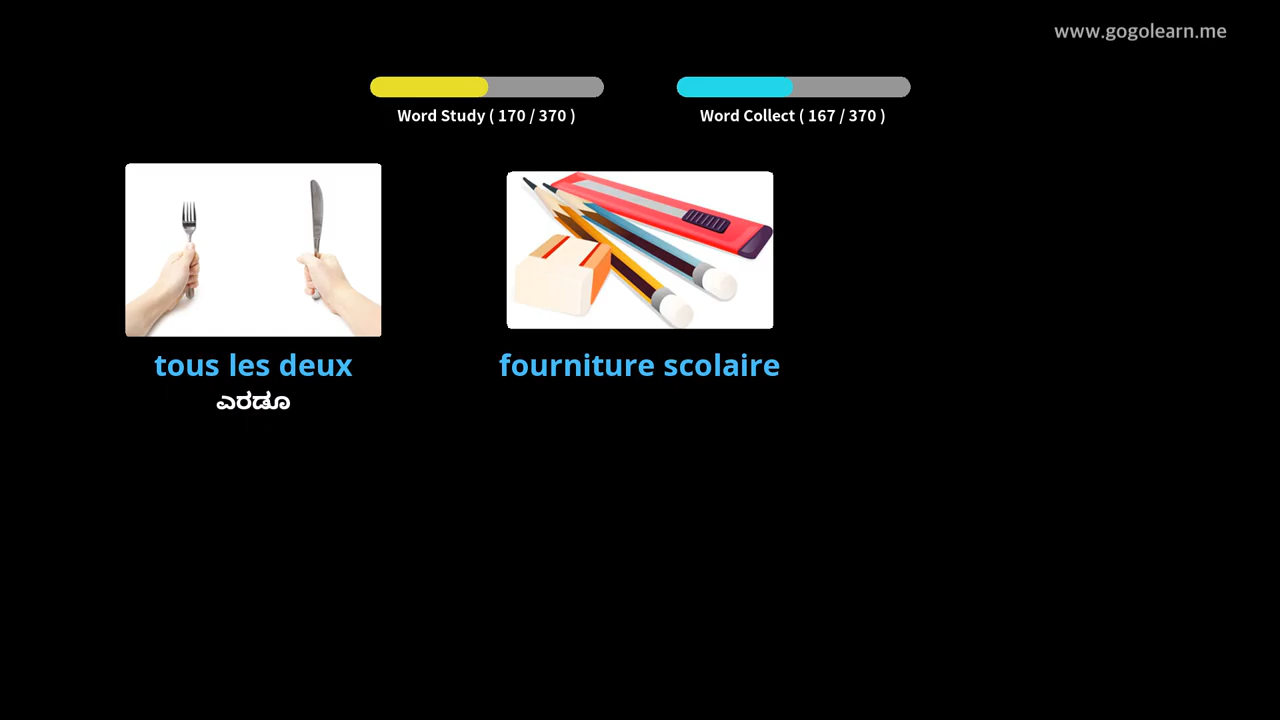 www.gogolearn.me
Word Study ( 170 / 370 )
Word Collect ( 167 / 370 )
tous les deux
ಎರಡೂ
fourniture scolaire